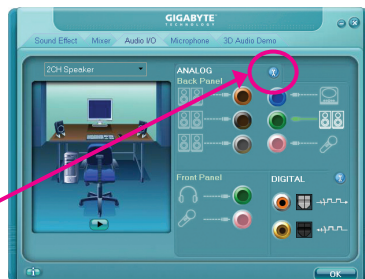 GIGABYTE
TECHNOLOGY
Sound Effect Mixer Audio I/O Microphone 3D Audio Demo
2CH Speaker
ANALOG
Back Panel
Front Panel
DIGITAL
OK